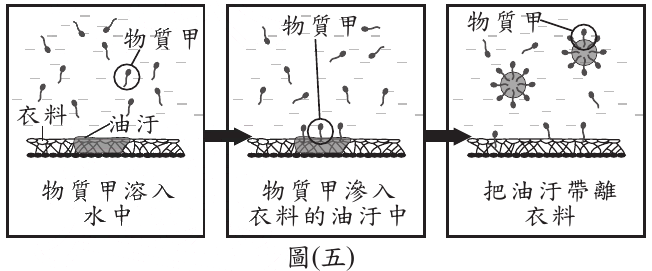 物質甲
衣料
油汙
物質甲溶入
水中
物質甲
物質甲滲入
衣料的油汙中
物質甲
把油汙帶離
衣料
圖(五)